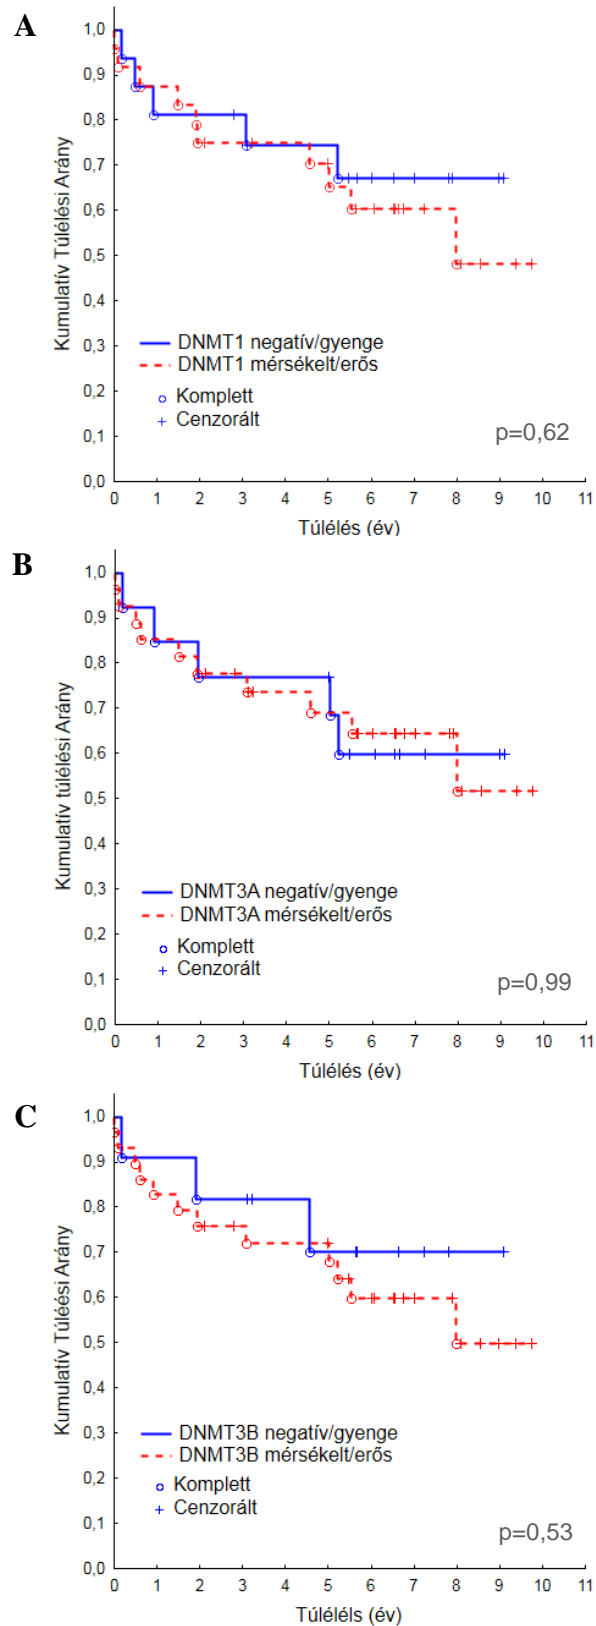 A
Kumulatív Túlélési Arány
1,0
0,9
0,8
0,7
0,6
0,5
0,4
0,3
0,2
0,1
0,0
DNMT1 negatív/gyenge
DNMT1 mérsékelt/erős
Komplett
Cenzorált
p=0,62
0 1 2 3 4 5 6 7 8 9 10 11
Túlélés (év)
B
Kumulatív túlélési Arány
1,0
0,9
0,8
0,7
0,6
0,5
0,4
0,3
0,2
0,1
0,0
DNMT3A negatív/gyenge
DNMT3A mérsékelt/erős
Komplett
Cenzorált
p=0,99
0 1 2 3 4 5 6 7 8 9 10 11
Túlélés (év)
C
Kumulatív Túléési Arány
1,0
0,9
0,8
0,7
0,6
0,5
0,4
0,3
0,2
0,1
0,0
DNMT3B negatív/gyenge
DNMT3B mérsékelt/erős
Komplett
Cenzorált
p=0,53
0 1 2 3 4 5 6 7 8 9 10 11
Túléléls (év)